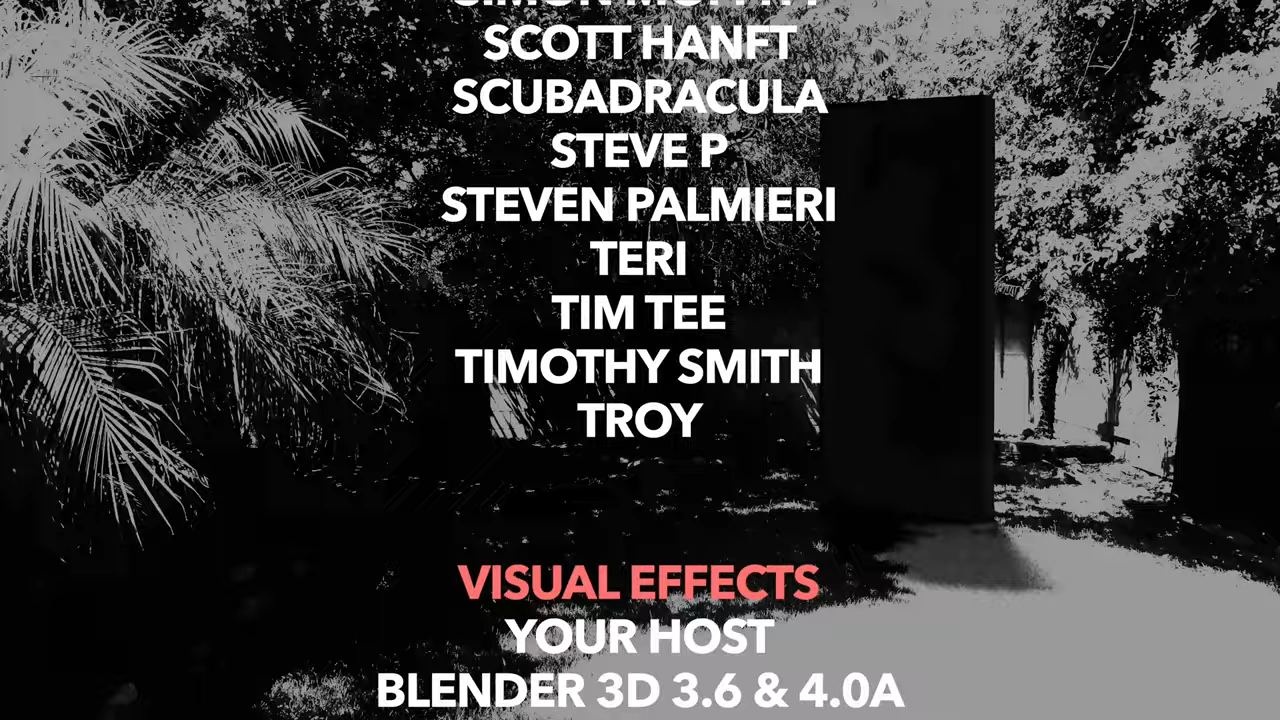 SCOTT HANFT
SCUBADRACULA
STEVE P
STEVEN PALMIERI
TERI
TIM TEE
TIMOTHY SMITH
TROY
VISUAL EFFECTS
YOUR HOST
BLENDER 3D 3.6 & 4.0A